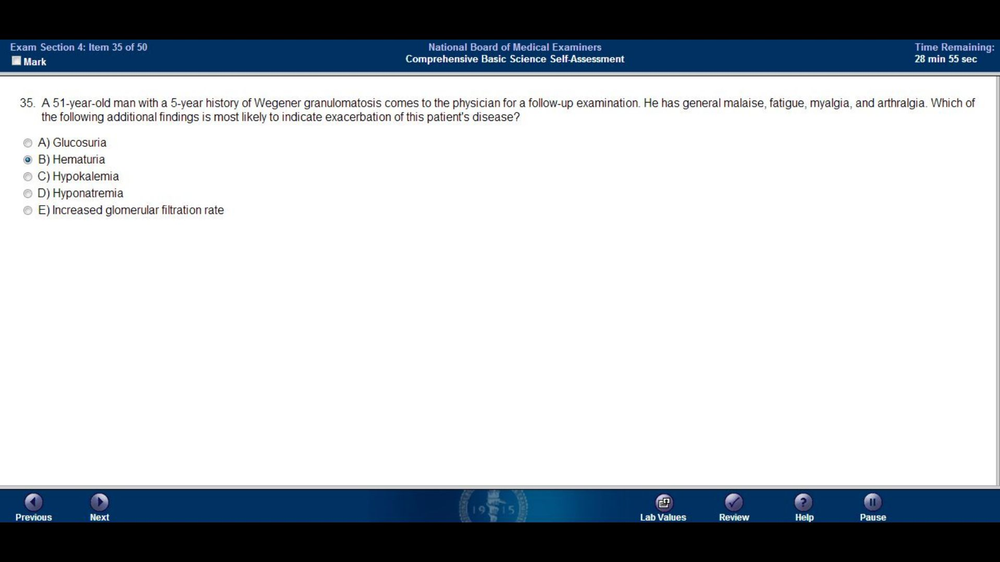 Exam Section 4: Item 35 of 50
National Board of Medical Examiners
Time Remaining:
Mark
Comprehensive Basic Science Self-Assessment
28 min 55 sec
35. A 51-year-old man with a 5-year history of Wegener granulomatosis comes to the physician for a follow-up examination. He has general malaise, fatigue, myalgia, and arthralgia. Which of
the following additional findings is most likely to indicate exacerbation of this patient's disease?
A) Glucosuria
B) Hematuria
C) Hypokalemia
D) Hyponatremia
E) Increased glomerular filtration rate
1915
Previous
Next
Lab Values
Review
Help
Pause